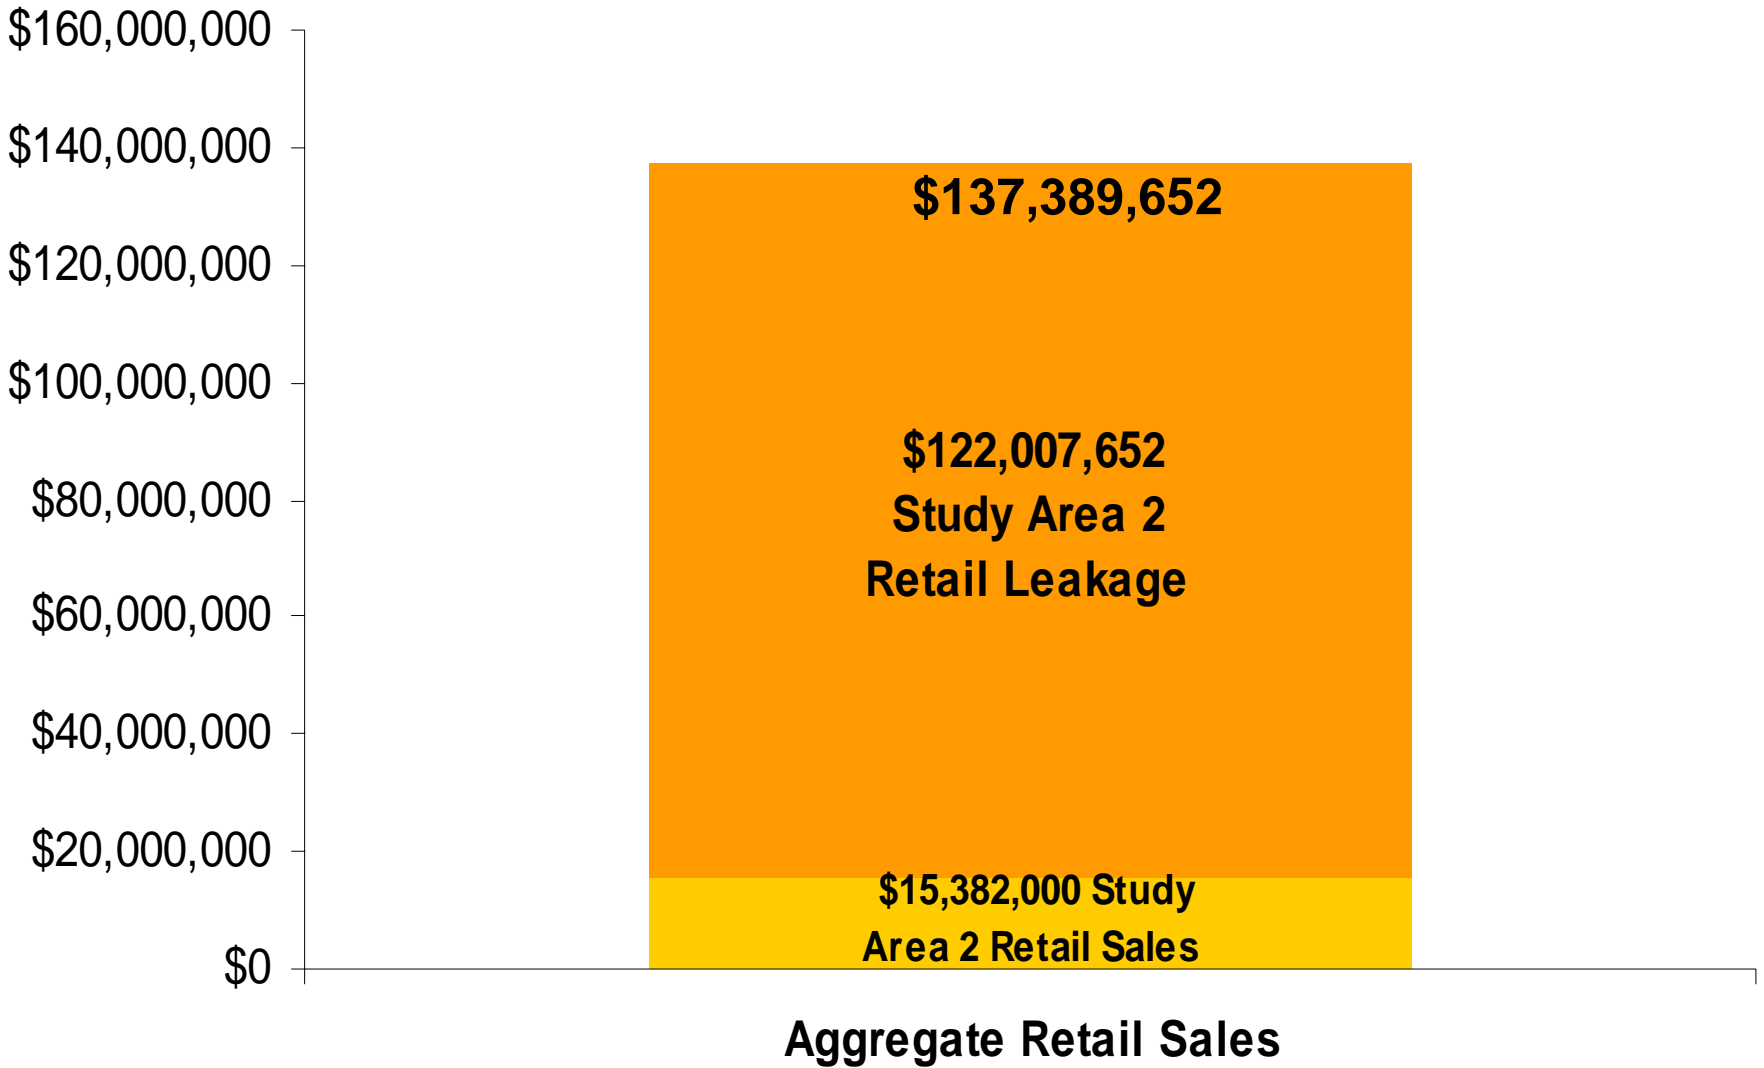 $160,000,000
$140,000,000
$120,000,000
$100,000,000
$80,000,000
$60,000,000
$40,000,000
$20,000,000
$0
$137,389,652
$122,007,652
Study Area 2
Retail Leakage
$15,382,000 Study
Area 2 Retail Sales
Aggregate Retail Sales